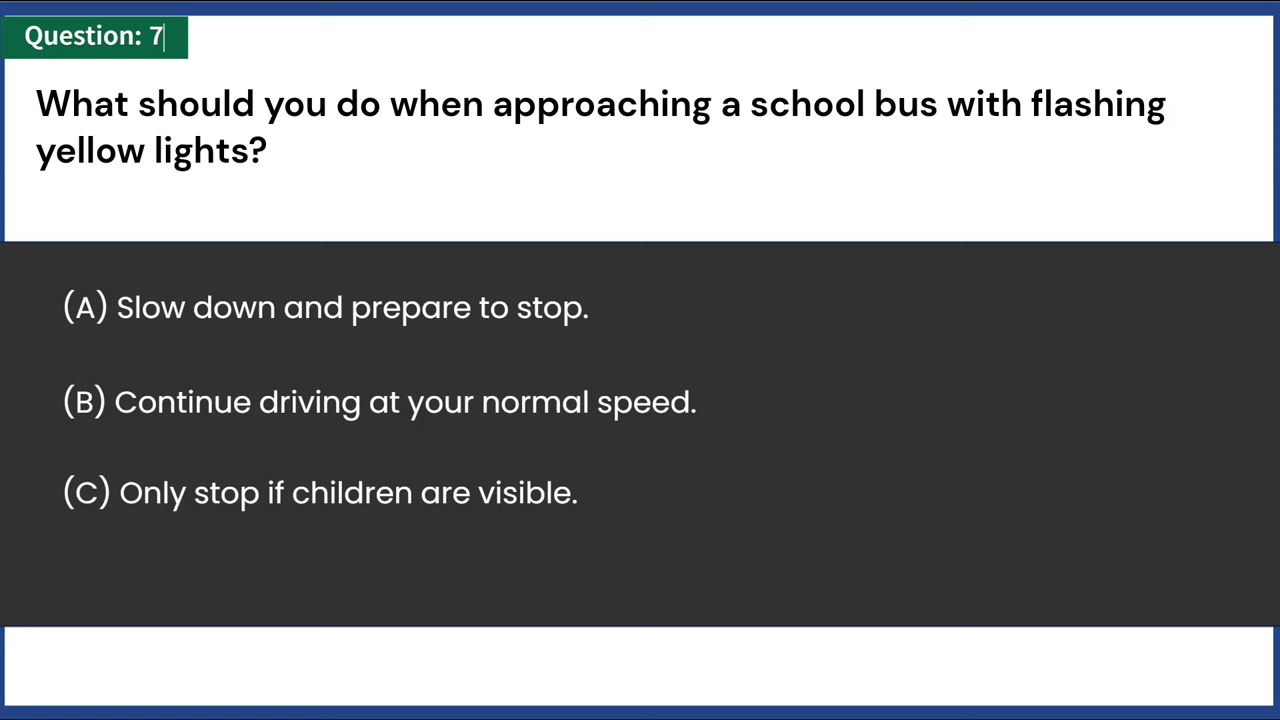 Question: 7
What should you do when approaching a school bus with flashing
yellow lights?
(A) Slow down and prepare to stop.
(B) Continue driving at your normal speed.
(C) Only stop if children are visible.